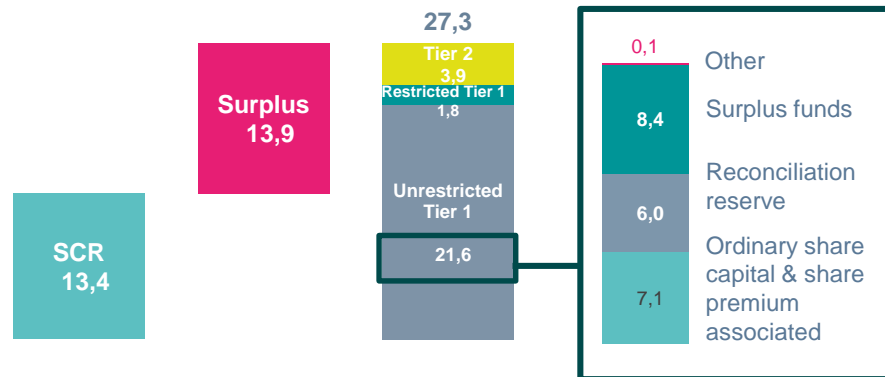 27,3
Tier 2
3,9
Restricted Tier 1
1,8
Unrestricted
Tier 1
21,6
Surplus
13,9
SCR
13,4
0,1
Other
8,4
Surplus funds
6,0
Reconciliation
reserve
7,1
Ordinary share
capital & share
premium
associated